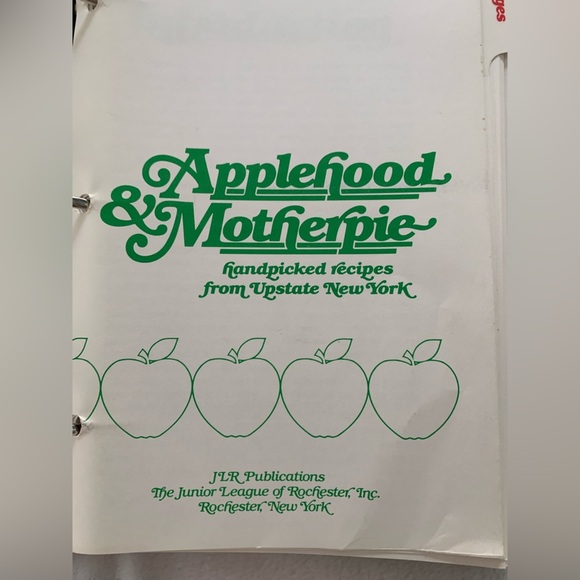 Applehood
& Motherpie
handpicked recipes
from Upstate New York
JLR Publications
The Junior League of Rochester, Inc.
Rochester, New York